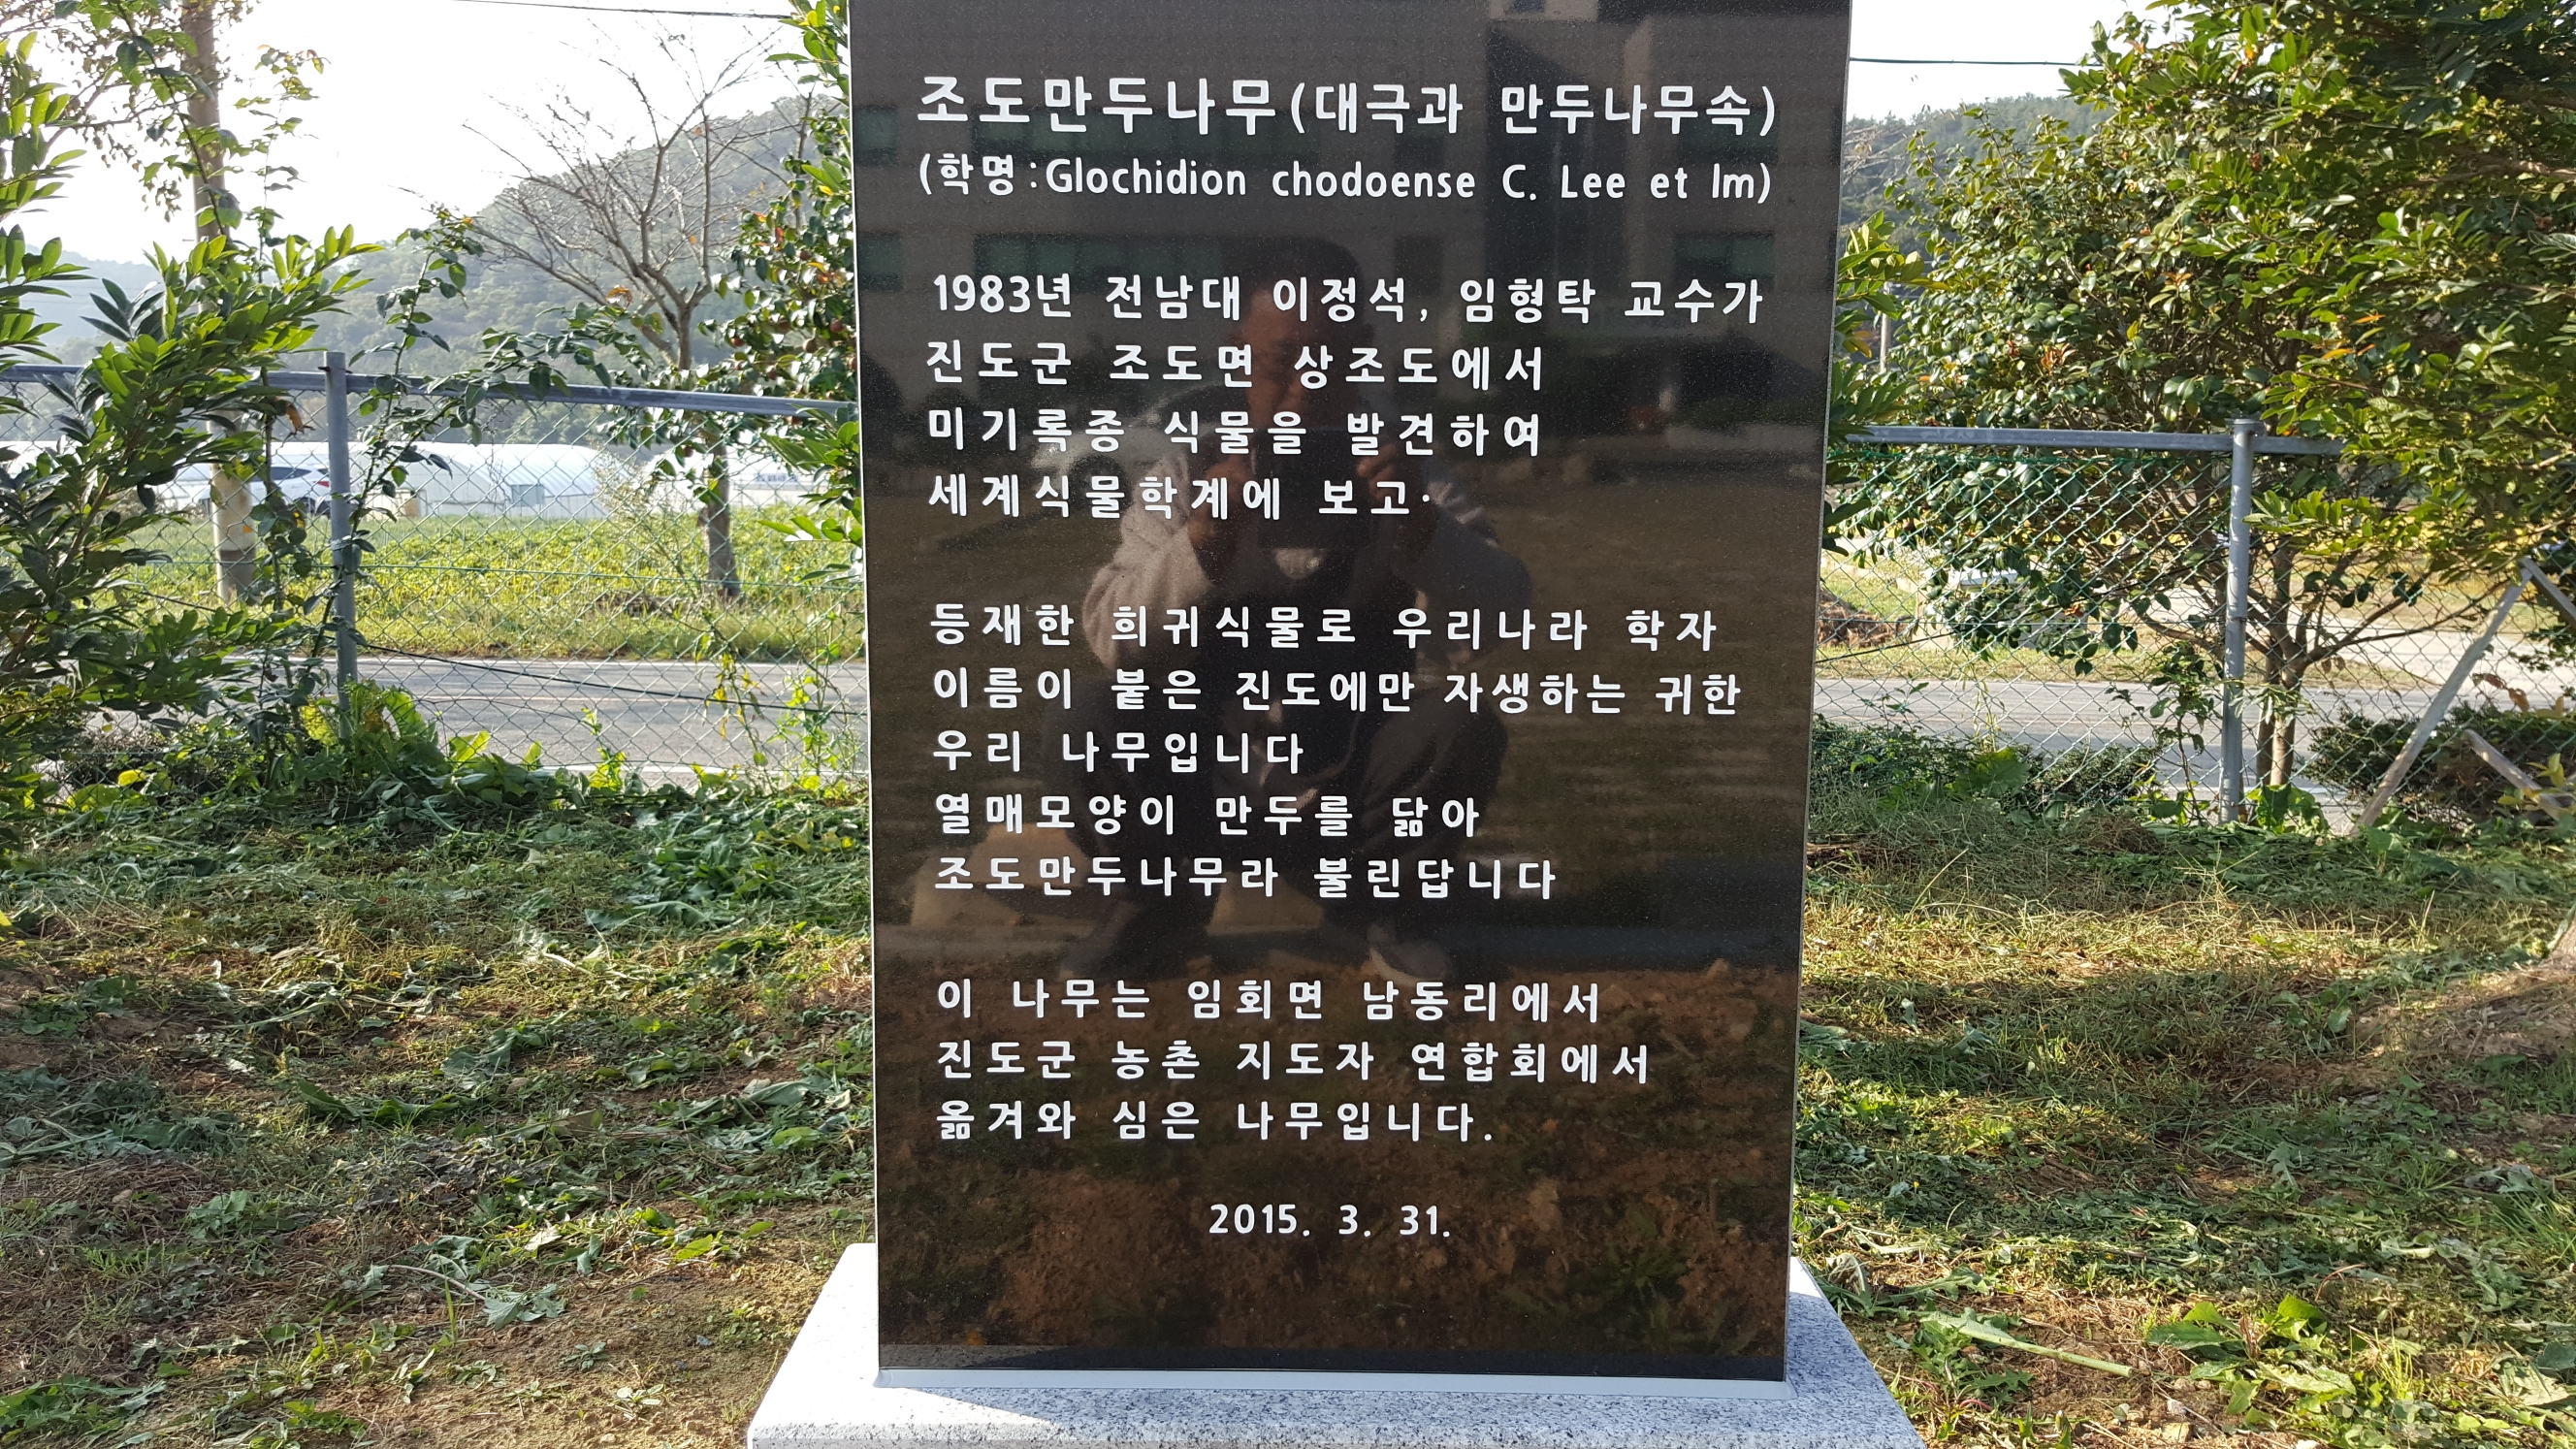 조도만두나무(대극과 만두나무속)
(학명:Glochidion chodoense C. Lee et Im)
1983년 전남대 이정석, 임형탁 교수가
진도군 조도면 상조도에서
미기록종 식물을 발견하여
세계식물학계에 보고·
등재한 희귀식물로 우리나라 학자
이름이 붙은 진도에만 자생하는 귀한
우리 나무입니다
열매모양이 만두를 닮아
조도만두나무라 불린답니다
이 나무는 임회면 남동리에서
진도군 농촌 지도자 연합회에서
옮겨와 심은 나무입니다.
2015. 3. 31.